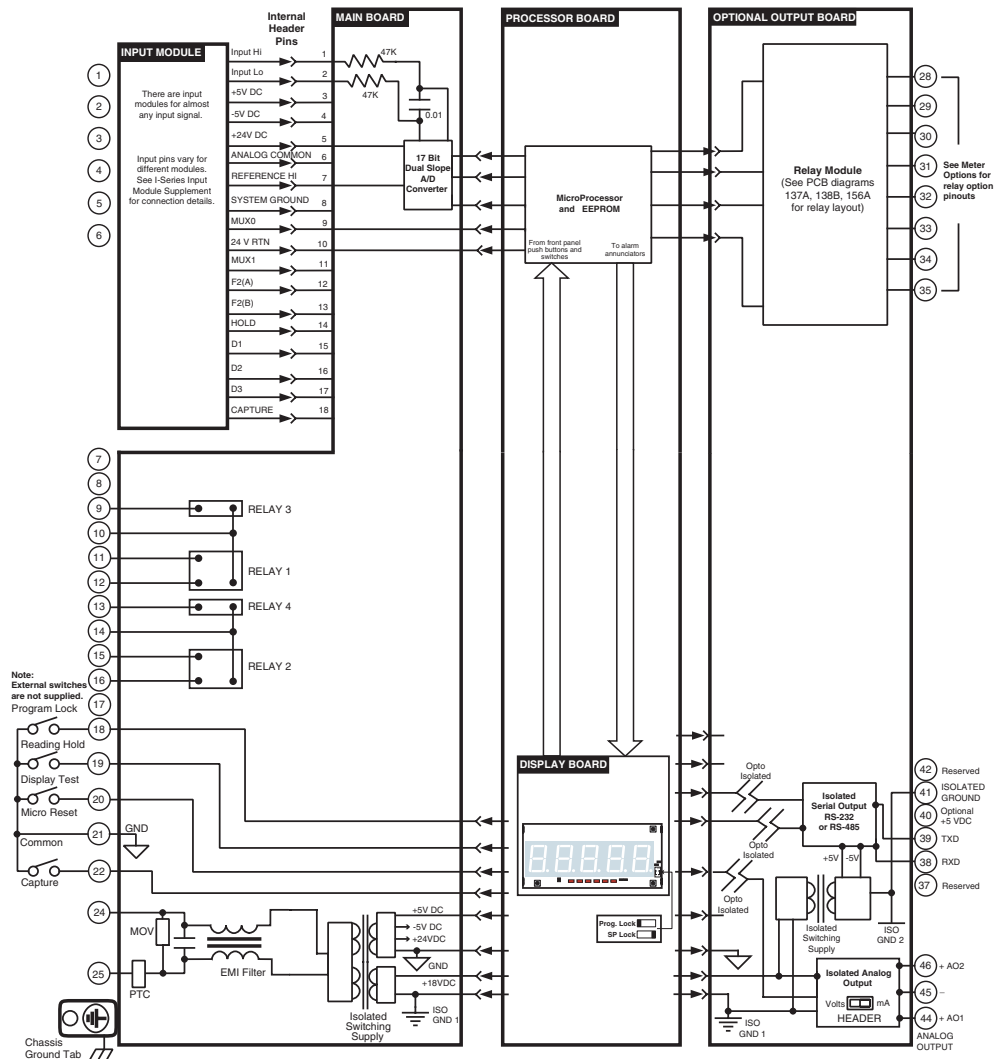 Internal
Header
Pins
MAIN BOARD
PROCESSOR BOARD
OPTIONAL OUTPUT BOARD
INPUT MODULE
There are input
modules for almost
any input signal.
Input pins vary for
different modules.
See I-Series Input
Module Supplement
for connection details.
1
2
3
4
5
6
Input Hi 1
Input Lo 2
+5V DC 3
-5V DC 4
+24V DC 5
ANALOG COMMON 6
REFERENCE HI 7
SYSTEM GROUND 8
MUX0 9
24 V RTN 10
MUX1 11
F2(A) 12
F2(B) 13
HOLD 14
D1 15
D2 16
D3 17
CAPTURE 18
47K
47K
0.01
17 Bit
Dual Slope
A/D
Converter
MicroProcessor
and EEPROM
From front panel
push buttons and
switches
To alarm
annunciators
Relay Module
(See PCB diagrams
137A, 138B, 156A
for relay layout)
28
29
30
31
32
33
34
35
See Meter
Options for
relay option
pinouts
7
8
9
10
11
12
13
14
15
16
17
18
19
20
21
22
24
25
RELAY 3
RELAY 1
RELAY 4
RELAY 2
Note:
External switches
are not supplied.
Program Lock
Reading Hold
Display Test
Micro Reset
Common
Capture
GND
MOV
PTC
EMI Filter
+5V DC
-5V DC
+24VDC
GND
+18VDC
ISO
GND 1
Isolated
Switching
Supply
Chassis
Ground Tab
DISPLAY BOARD
8.8.8.8.8
Prog. Lock
SP Lock
Opto
Isolated
Opto
Isolated
Opto
Isolated
Isolated
Serial Output
RS-232
or RS-485
+5V -5V
Isolated
Switching
Supply
ISO
GND 2
42 Reserved
41 ISOLATED
GROUND
40 Optional
+5 VDC
39 TXD
38 RXD
37 Reserved
Isolated Analog
Output
Volts mA
HEADER
ISO
GND 1
46 + AO2
45 –
44 + AO1
ANALOG
OUTPUT